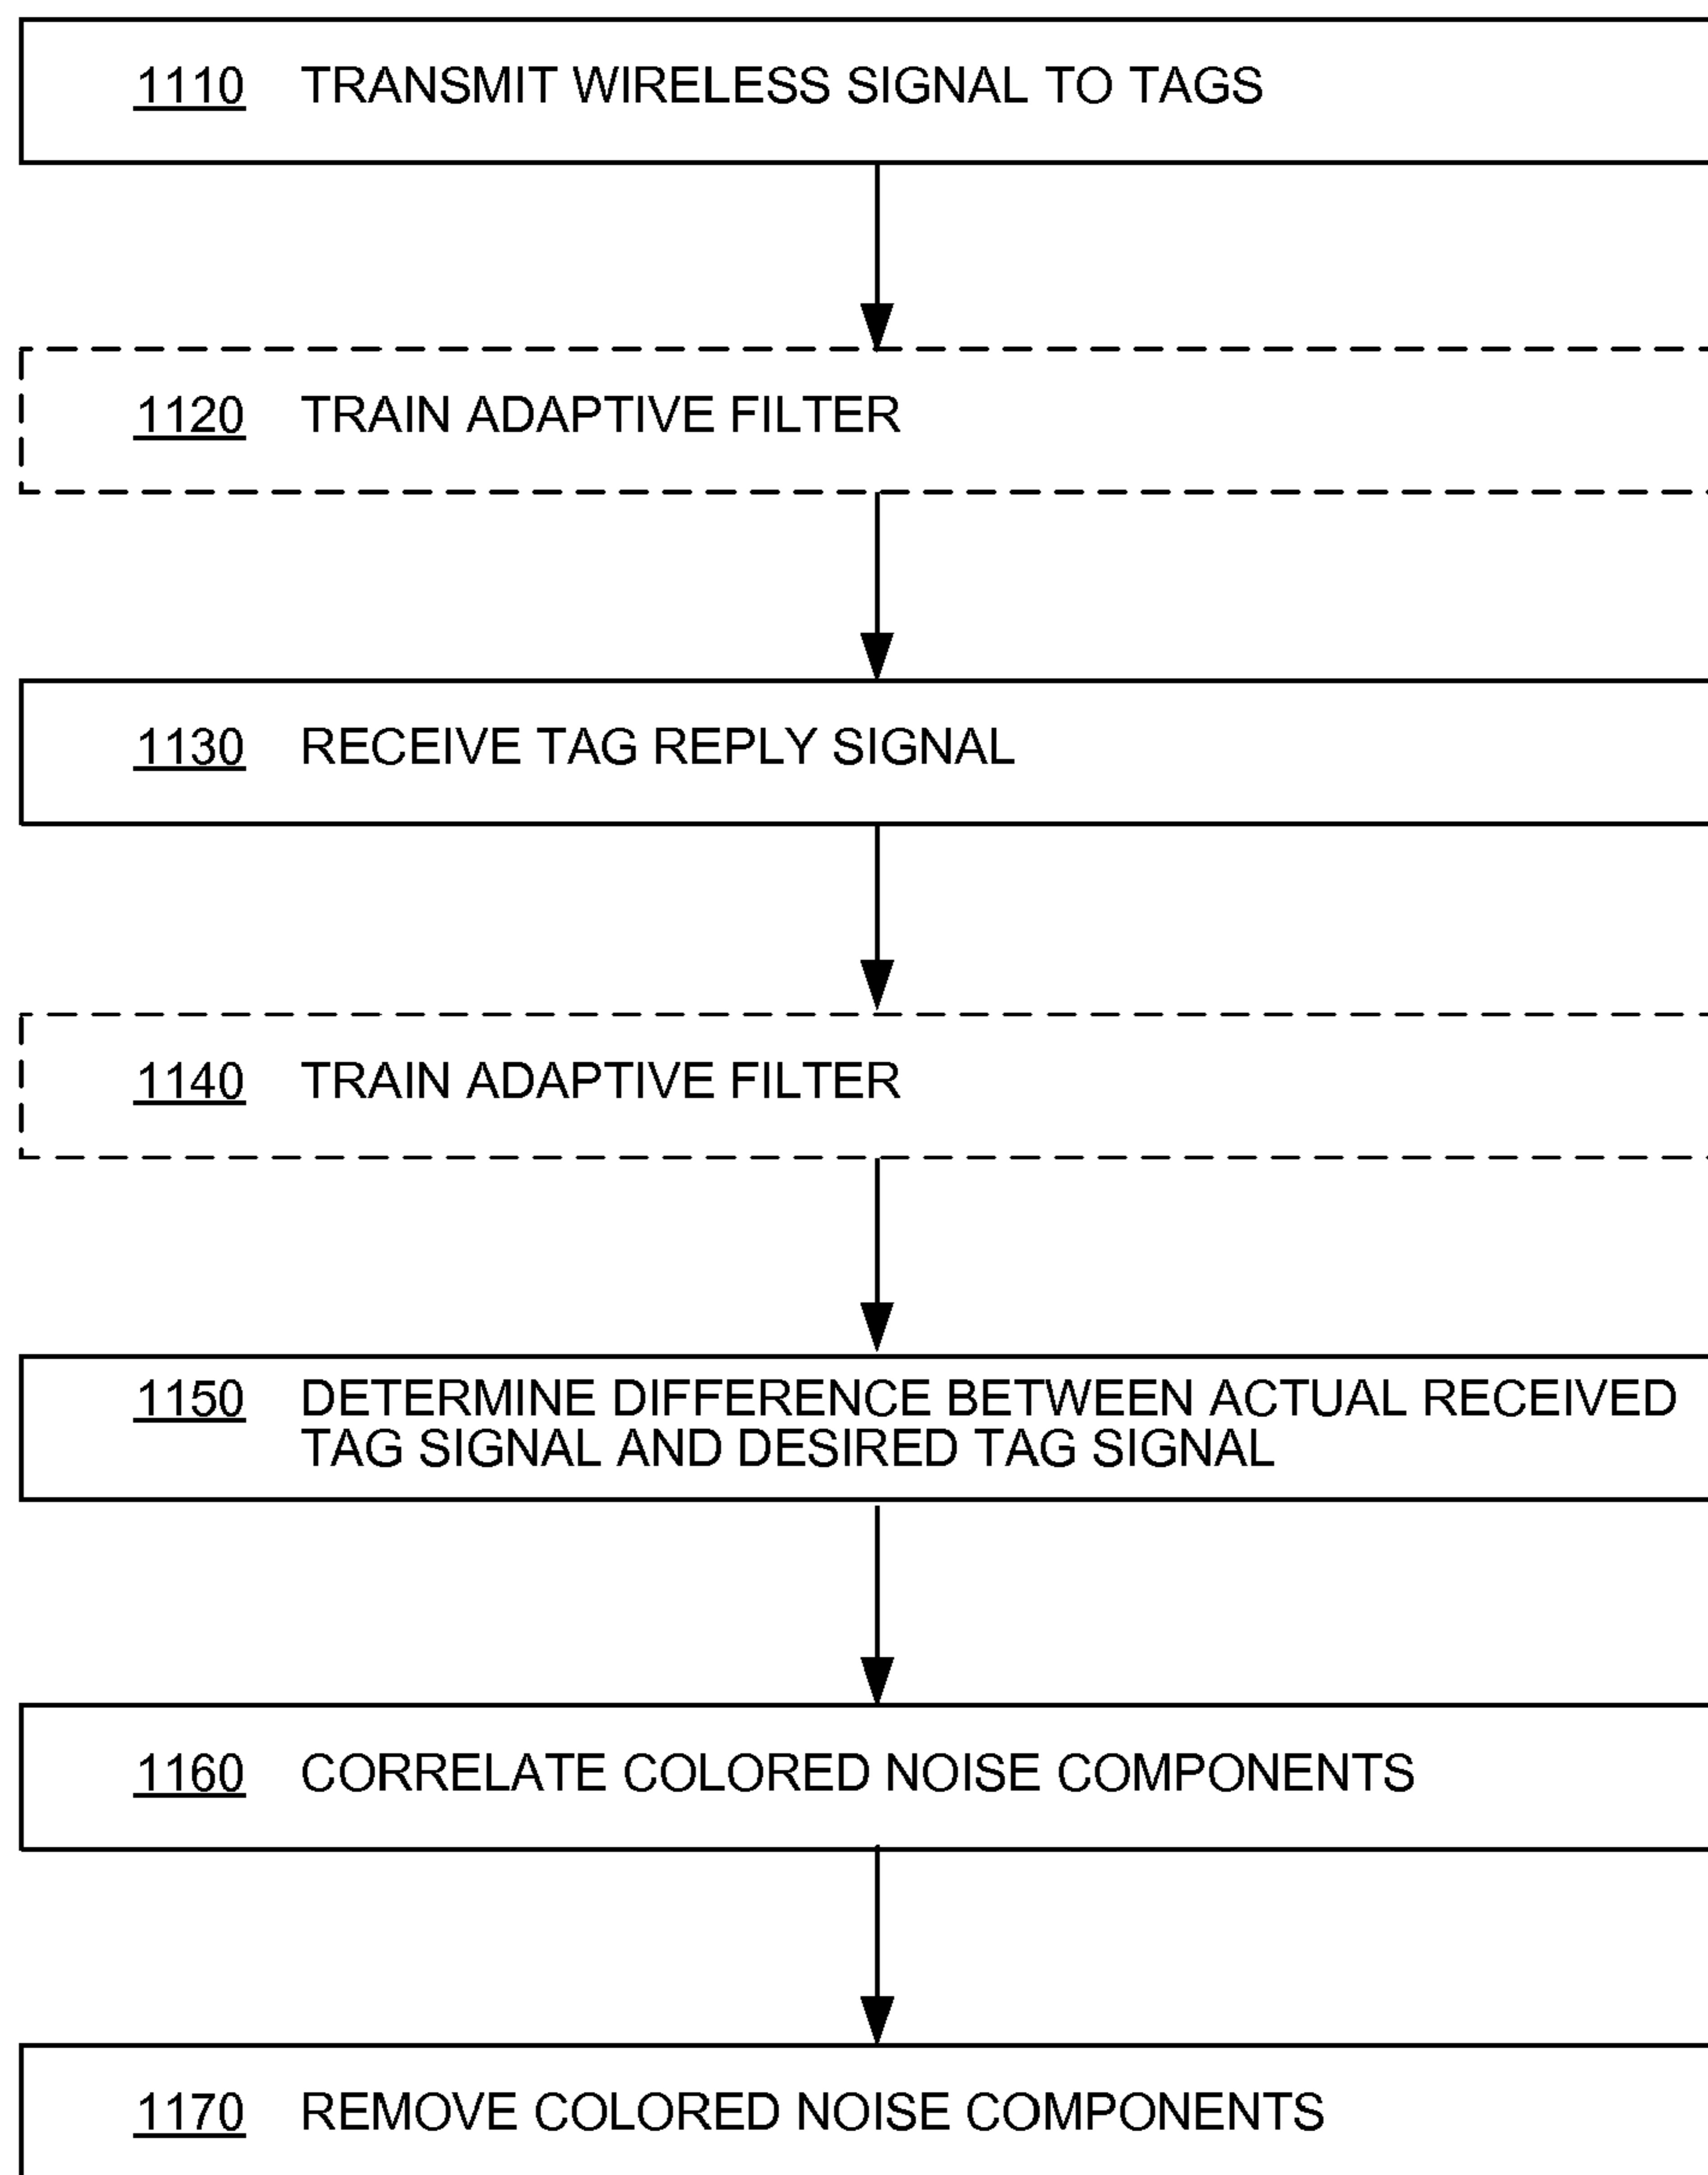 1110 TRANSMIT WIRELESS SIGNAL TO TAGS
1120 TRAIN ADAPTIVE FILTER
1130 RECEIVE TAG REPLY SIGNAL
1140 TRAIN ADAPTIVE FILTER
1150 DETERMINE DIFFERENCE BETWEEN ACTUAL RECEIVED
TAG SIGNAL AND DESIRED TAG SIGNAL
1160 CORRELATE COLORED NOISE COMPONENTS
1170 REMOVE COLORED NOISE COMPONENTS